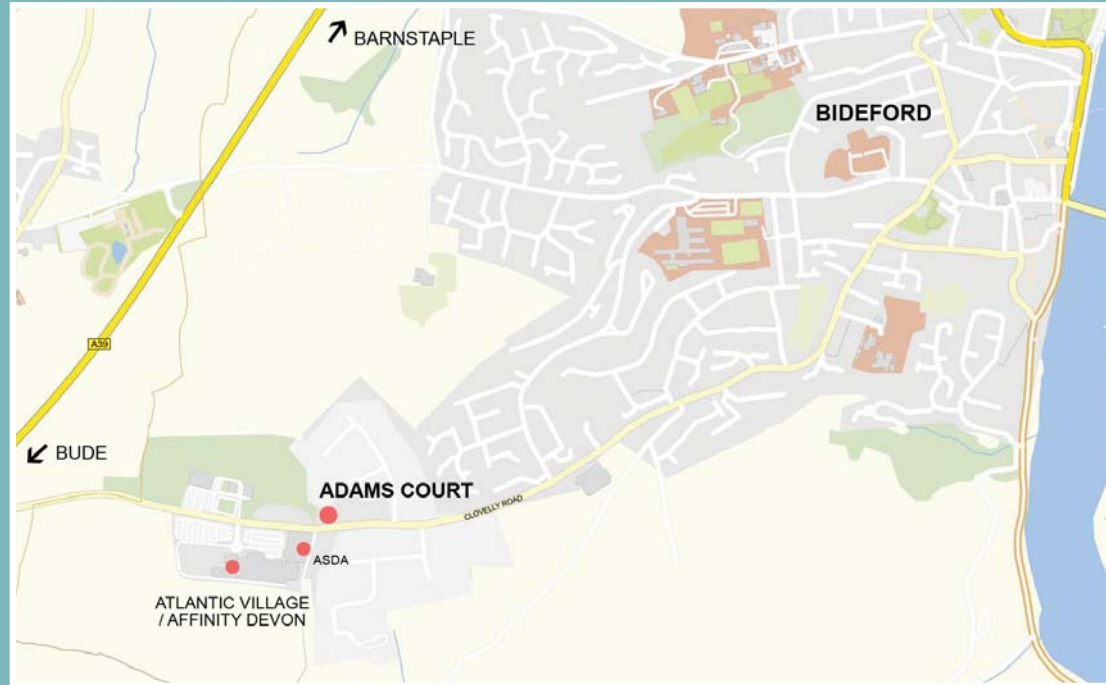 BARNSTAPLE
BIDEFORD
A39
BUDE
ADAMS COURT
CLOVELLY ROAD
ASDA
ATLANTIC VILLAGE
/ AFFINITY DEVON